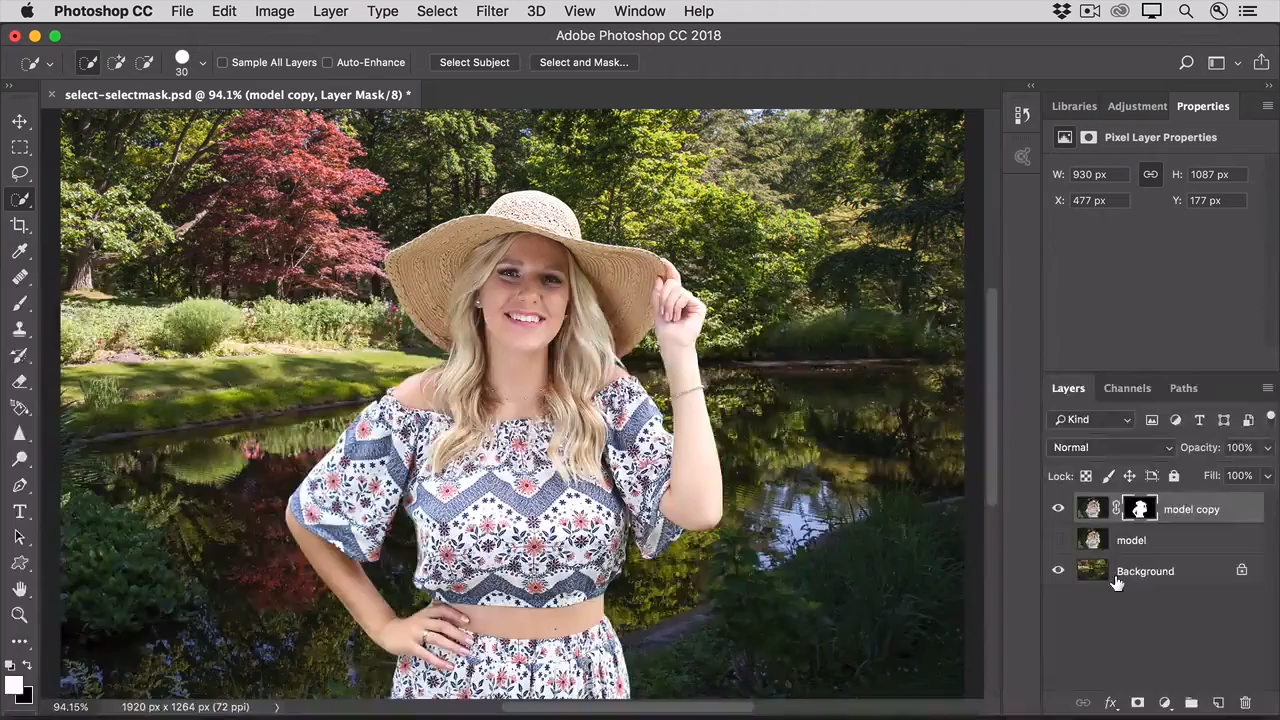 Photoshop CC File Edit Image Layer Type Select Filter 3D View Window Help
Adobe Photoshop CC 2018
30 Sample All Layers Auto-Enhance Select Subject Select and Mask...
× select-selectmask.psd @ 94.1% (model copy, Layer Mask/8) *
Libraries Adjustment Properties
Pixel Layer Properties
W: 930 px H: 1087 px
X: 477 px Y: 177 px
Layers Channels Paths
Kind
Normal Opacity: 100%
Lock: Fill: 100%
model copy
model
Background
94.15% 1920 px x 1264 px (72 ppi)